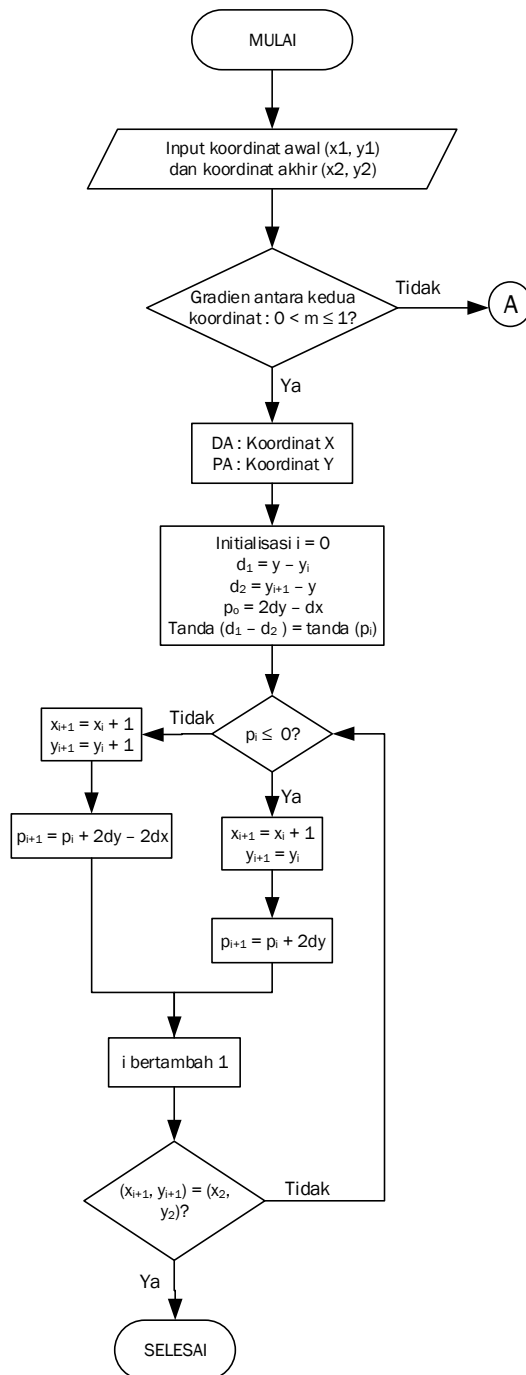 MULAI
Input koordinat awal (x1, y1)
dan koordinat akhir (x2, y2)
Gradien antara kedua
koordinat : 0 < m ≤ 1?
Tidak
A
Ya
DA : Koordinat X
PA : Koordinat Y
Initialisasi i = 0
d₁ = y – yᵢ
d₂ = yᵢ₊₁ – y
pₒ = 2dy – dx
Tanda (d₁ – d₂ ) = tanda (pᵢ)
pᵢ ≤ 0?
Tidak
xᵢ₊₁ = xᵢ + 1
yᵢ₊₁ = yᵢ + 1
Ya
xᵢ₊₁ = xᵢ + 1
yᵢ₊₁ = yᵢ
pᵢ₊₁ = pᵢ + 2dy – 2dx
pᵢ₊₁ = pᵢ + 2dy
i bertambah 1
(xᵢ₊₁, yᵢ₊₁) = (x₂,
y₂)?
Tidak
Ya
SELESAI